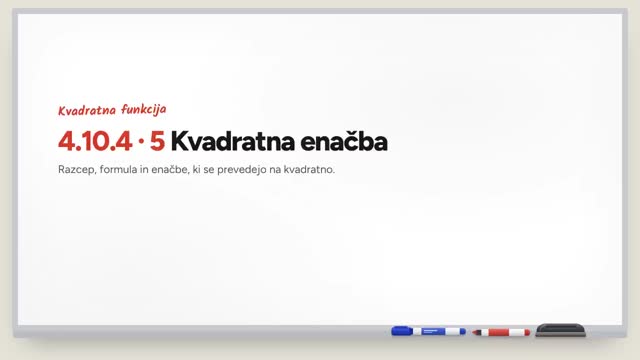 Kvadratna funkcija
4.10.4 · 5 Kvadratna enačba
Razcep, formula in enačbe, ki se prevedejo na kvadratno.